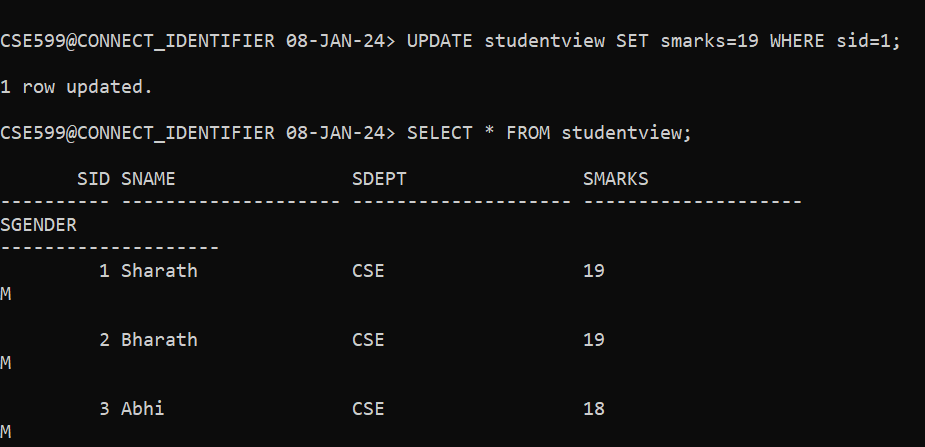 CSE599@CONNECT_IDENTIFIER 08-JAN-24> UPDATE studentview SET smarks=19 WHERE sid=1;
1 row updated.
CSE599@CONNECT_IDENTIFIER 08-JAN-24> SELECT * FROM studentview;
       SID SNAME                SDEPT                SMARKS
---------- -------------------- -------------------- --------------------
SGENDER
--------------------
         1 Sharath              CSE                  19
M
         2 Bharath              CSE                  19
M
         3 Abhi                 CSE                  18
M